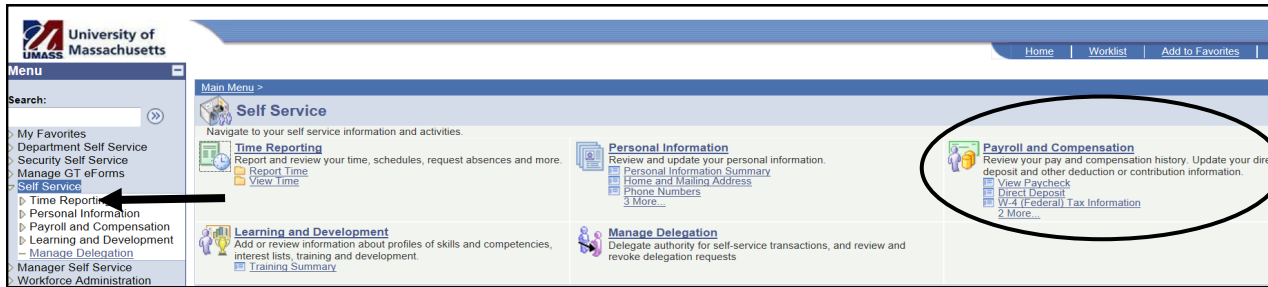 University of
Massachusetts
UMASS
Home | Worklist | Add to Favorites |
Menu
Main Menu >
Search:
Self Service
Navigate to your self service information and activities.
My Favorites
Department Self Service
Security Self Service
Manage GT eForms
Self Service
Time Reporting
Personal Information
Payroll and Compensation
Learning and Development
Manage Delegation
Manager Self Service
Workforce Administration
Time Reporting
Report and review your time, schedules, request absences and more.
Report Time
View Time
Personal Information
Review and update your personal information.
Personal Information Summary
Home and Mailing Address
Phone Numbers
3 More...
Payroll and Compensation
Review your pay and compensation history. Update your dire
deposit and other deduction or contribution information.
View Paycheck
Direct Deposit
W-4 (Federal) Tax Information
2 More...
Learning and Development
Add or review information about profiles of skills and competencies,
interest lists, training and development.
Training Summary
Manage Delegation
Delegate authority for self-service transactions, and review and
revoke delegation requests